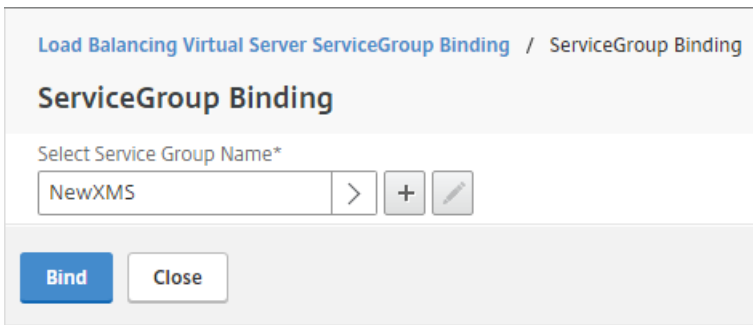 Load Balancing Virtual Server ServiceGroup Binding / ServiceGroup Binding
ServiceGroup Binding
Select Service Group Name*
NewXMS
Bind Close